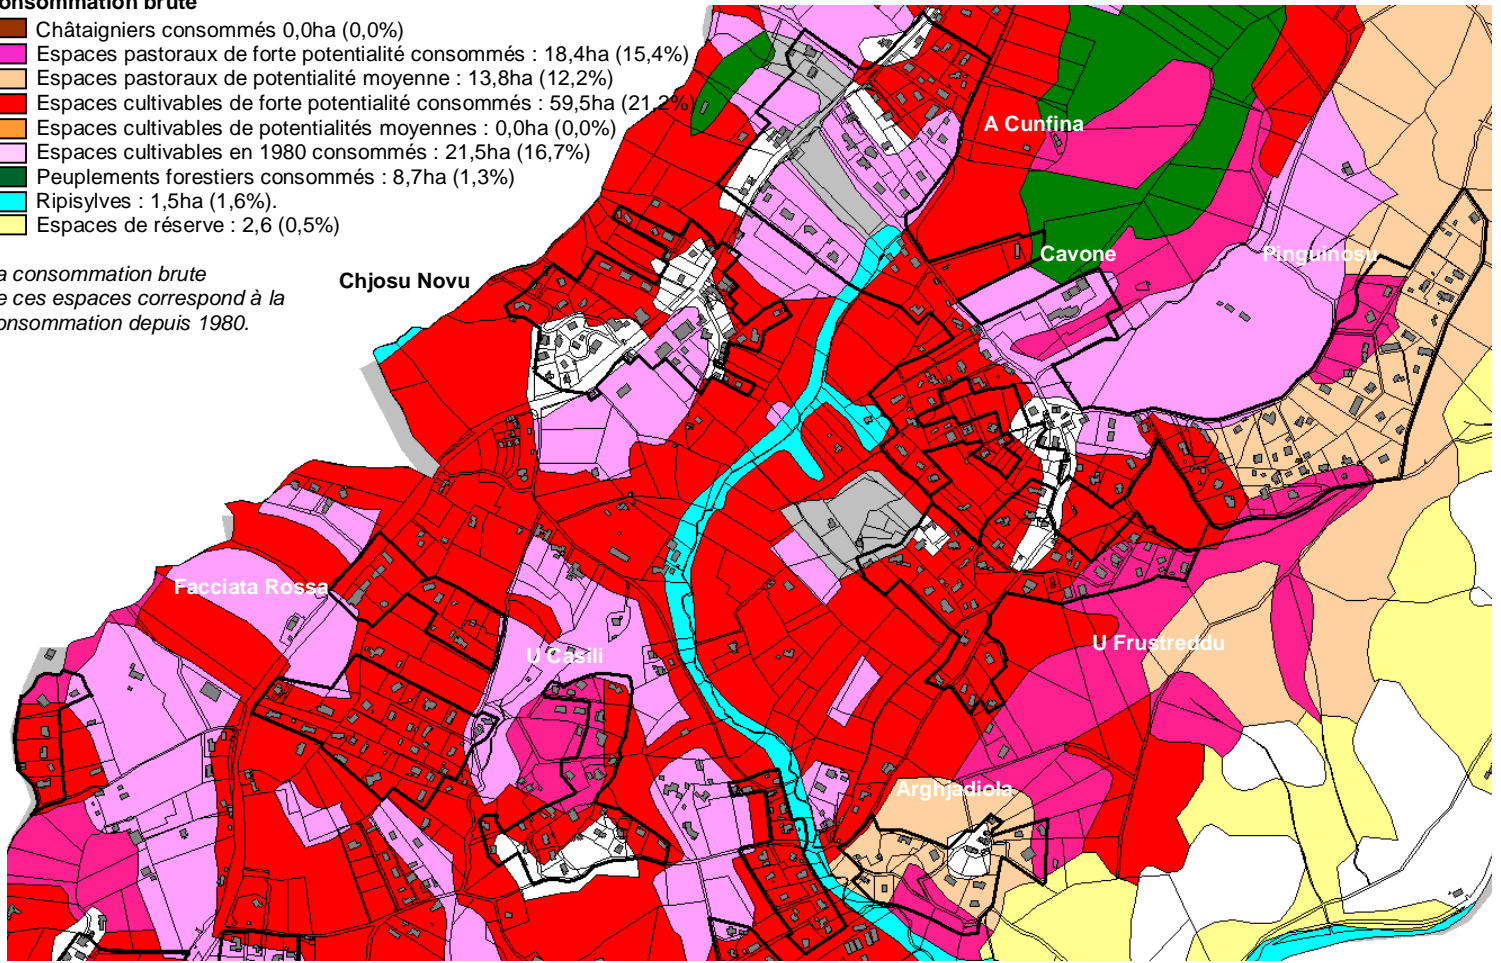 onsommation brute
Châtaigniers consommés 0,0ha (0,0%)
Espaces pastoraux de forte potentialité consommés : 18,4ha (15,4%)
Espaces pastoraux de potentialité moyenne : 13,8ha (12,2%)
Espaces cultivables de forte potentialité consommés : 59,5ha (21,2%)
Espaces cultivables de potentialités moyennes : 0,0ha (0,0%)
Espaces cultivables en 1980 consommés : 21,5ha (16,7%)
Peuplements forestiers consommés : 8,7ha (1,3%)
Ripisylves : 1,5ha (1,6%).
Espaces de réserve : 2,6 (0,5%)
a consommation brute
e ces espaces correspond à la
onsommation depuis 1980.
A Cunfina
Cavone
Pinguinosu
Chjosu Novu
Facciata Rossa
U Casili
U Frustreddu
Arghjadiola